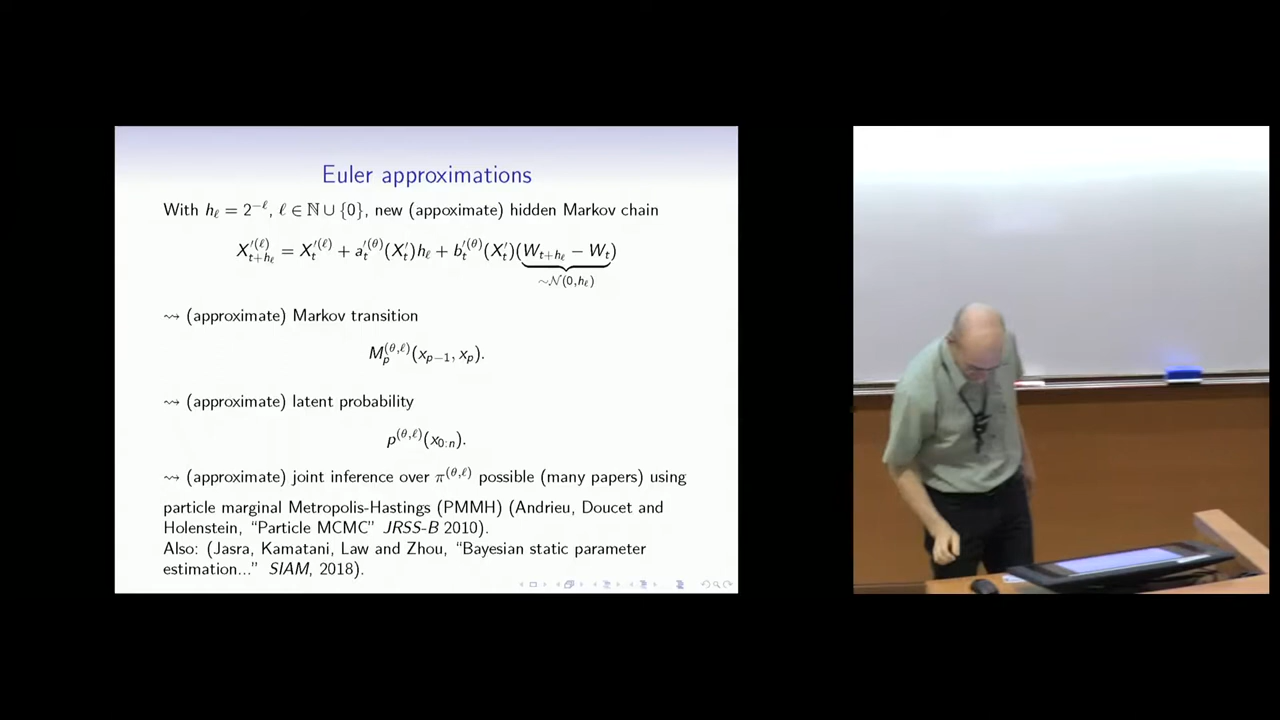 Euler approximations
With h_ℓ = 2^{-ℓ}, ℓ ∈ ℕ ∪ {0}, new (appoximate) hidden Markov chain
X'^{(ℓ)}_{t+h_ℓ} = X'^{(ℓ)}_t + a'^{(θ)}_t(X'_t)h_ℓ + b'^{(θ)}_t(X'_t)(W_{t+h_ℓ} − W_t)
∼𝒩(0,h_ℓ)
⇝ (approximate) Markov transition
M_p^{(θ,ℓ)}(x_{p−1}, x_p).
⇝ (approximate) latent probability
p^{(θ,ℓ)}(x_{0:n}).
⇝ (approximate) joint inference over π^{(θ,ℓ)} possible (many papers) using
particle marginal Metropolis-Hastings (PMMH) (Andrieu, Doucet and
Holenstein, “Particle MCMC” JRSS-B 2010).
Also: (Jasra, Kamatani, Law and Zhou, “Bayesian static parameter
estimation...” SIAM, 2018).